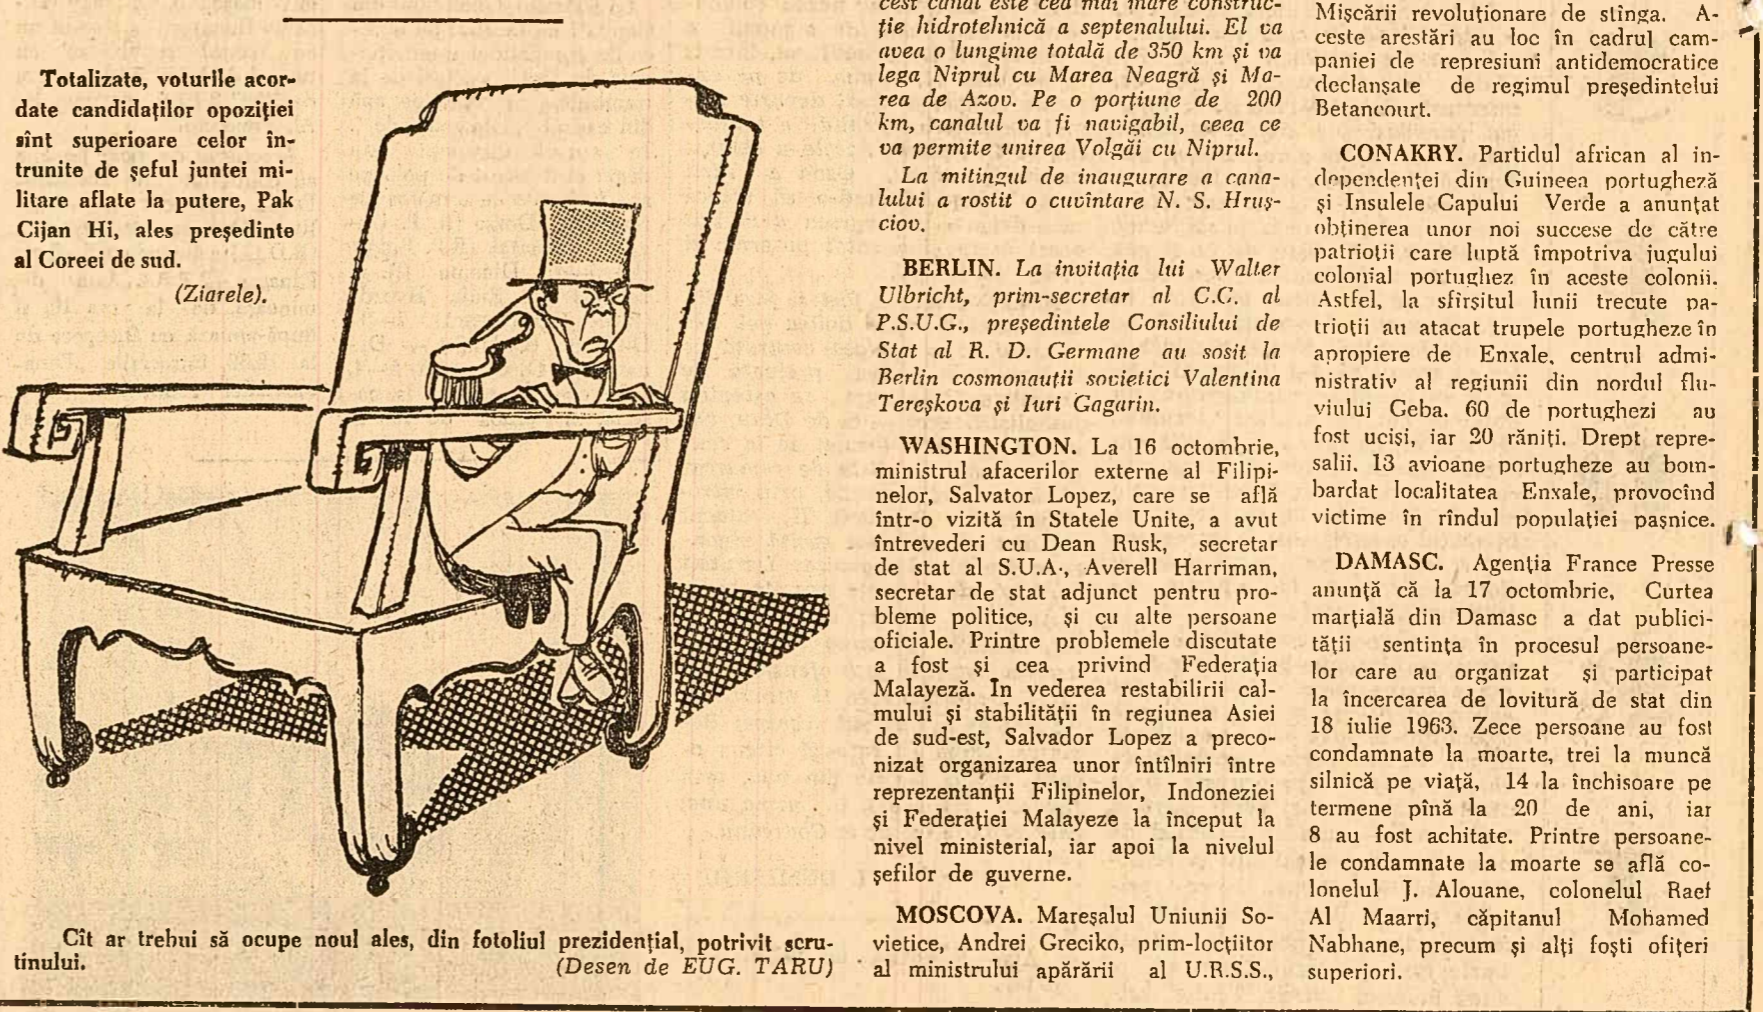 Totalizate, voturile acor-
date candidaților opoziției
sînt superioare celor în-
trunite de șeful juntei mi-
litare aflate la putere, Pak
Cijan Hi, ales președinte
al Coreei de sud.
(Ziarele).
Cît ar trebui să ocupe noul ales, din fotoliul prezidențial, potrivit scru-
tinului.
(Desen de EUG. TARU)
cest canal este cea mai mare construc-
ție hidrotehnică a septenalului. El va
avea o lungime totală de 350 km și va
lega Niprul cu Marea Neagră și Ma-
rea de Azov. Pe o porțiune de 200
km, canalul va fi navigabil, ceea ce
va permite unirea Volgăi cu Niprul.
La mitingul de inaugurare a cana-
lului a rostit o cuvîntare N. S. Hruș-
ciov.
BERLIN. La invitația lui Walter
Ulbricht, prim-secretar al C.C. al
P.S.U.G., președintele Consiliului de
Stat al R. D. Germane au sosit la
Berlin cosmonauții sovietici Valentina
Tereșkova și Iuri Gagarin.
WASHINGTON. La 16 octombrie,
ministrul afacerilor externe al Filipi-
nelor, Salvator Lopez, care se află
într-o vizită în Statele Unite, a avut
întrevederi cu Dean Rusk, secretar
de stat al S.U.A., Averell Harriman,
secretar de stat adjunct pentru pro-
bleme politice, și cu alte persoane
oficiale. Printre problemele discutate
a fost și cea privind Federația
Malayeză. În vederea restabilirii cal-
mului și stabilității în regiunea Asiei
de sud-est, Salvador Lopez a preco-
nizat organizarea unor întîlniri între
reprezentanții Filipinelor, Indoneziei
și Federației Malayeze la început la
nivel ministerial, iar apoi la nivelul
șefilor de guverne.
MOSCOVA. Mareșalul Uniunii So-
vietice, Andrei Greciko, prim-locțiitor
al ministrului apărării al U.R.S.S.,
Mișcării revoluționare de stînga. A-
ceste arestări au loc în cadrul cam-
paniei de represiuni antidemocratice
declanșate de regimul președintelui
Betancourt.
CONAKRY. Partidul african al in-
dependenței din Guineea portugheză
și Insulele Capului Verde a anunțat
obținerea unor noi succese de către
patrioții care luptă împotriva jugului
colonial portughez în aceste colonii.
Astfel, la sfîrșitul lunii trecute pa-
trioții au atacat trupele portugheze în
apropiere de Enxale, centrul admi-
nistrativ al regiunii din nordul flu-
viului Geba. 60 de portughezi au
fost uciși, iar 20 răniți. Drept repre-
salii, 13 avioane portugheze au bom-
bardat localitatea Enxale, provocînd
victime în rîndul populației pașnice.
DAMASC. Agenția France Presse
anunță că la 17 octombrie, Curtea
marțială din Damasc a dat publici-
tății sentința în procesul persoane-
lor care au organizat și participat
la încercarea de lovitură de stat din
18 iulie 1963. Zece persoane au fost
condamnate la moarte, trei la muncă
silnică pe viață, 14 la închisoare pe
termene pînă la 20 de ani, iar
8 au fost achitate. Printre persoane-
le condamnate la moarte se află co-
lonelul J. Alouane, colonelul Raef
Al Maarri, căpitanul Mohamed
Nabhane, precum și alți foști ofițeri
superiori.